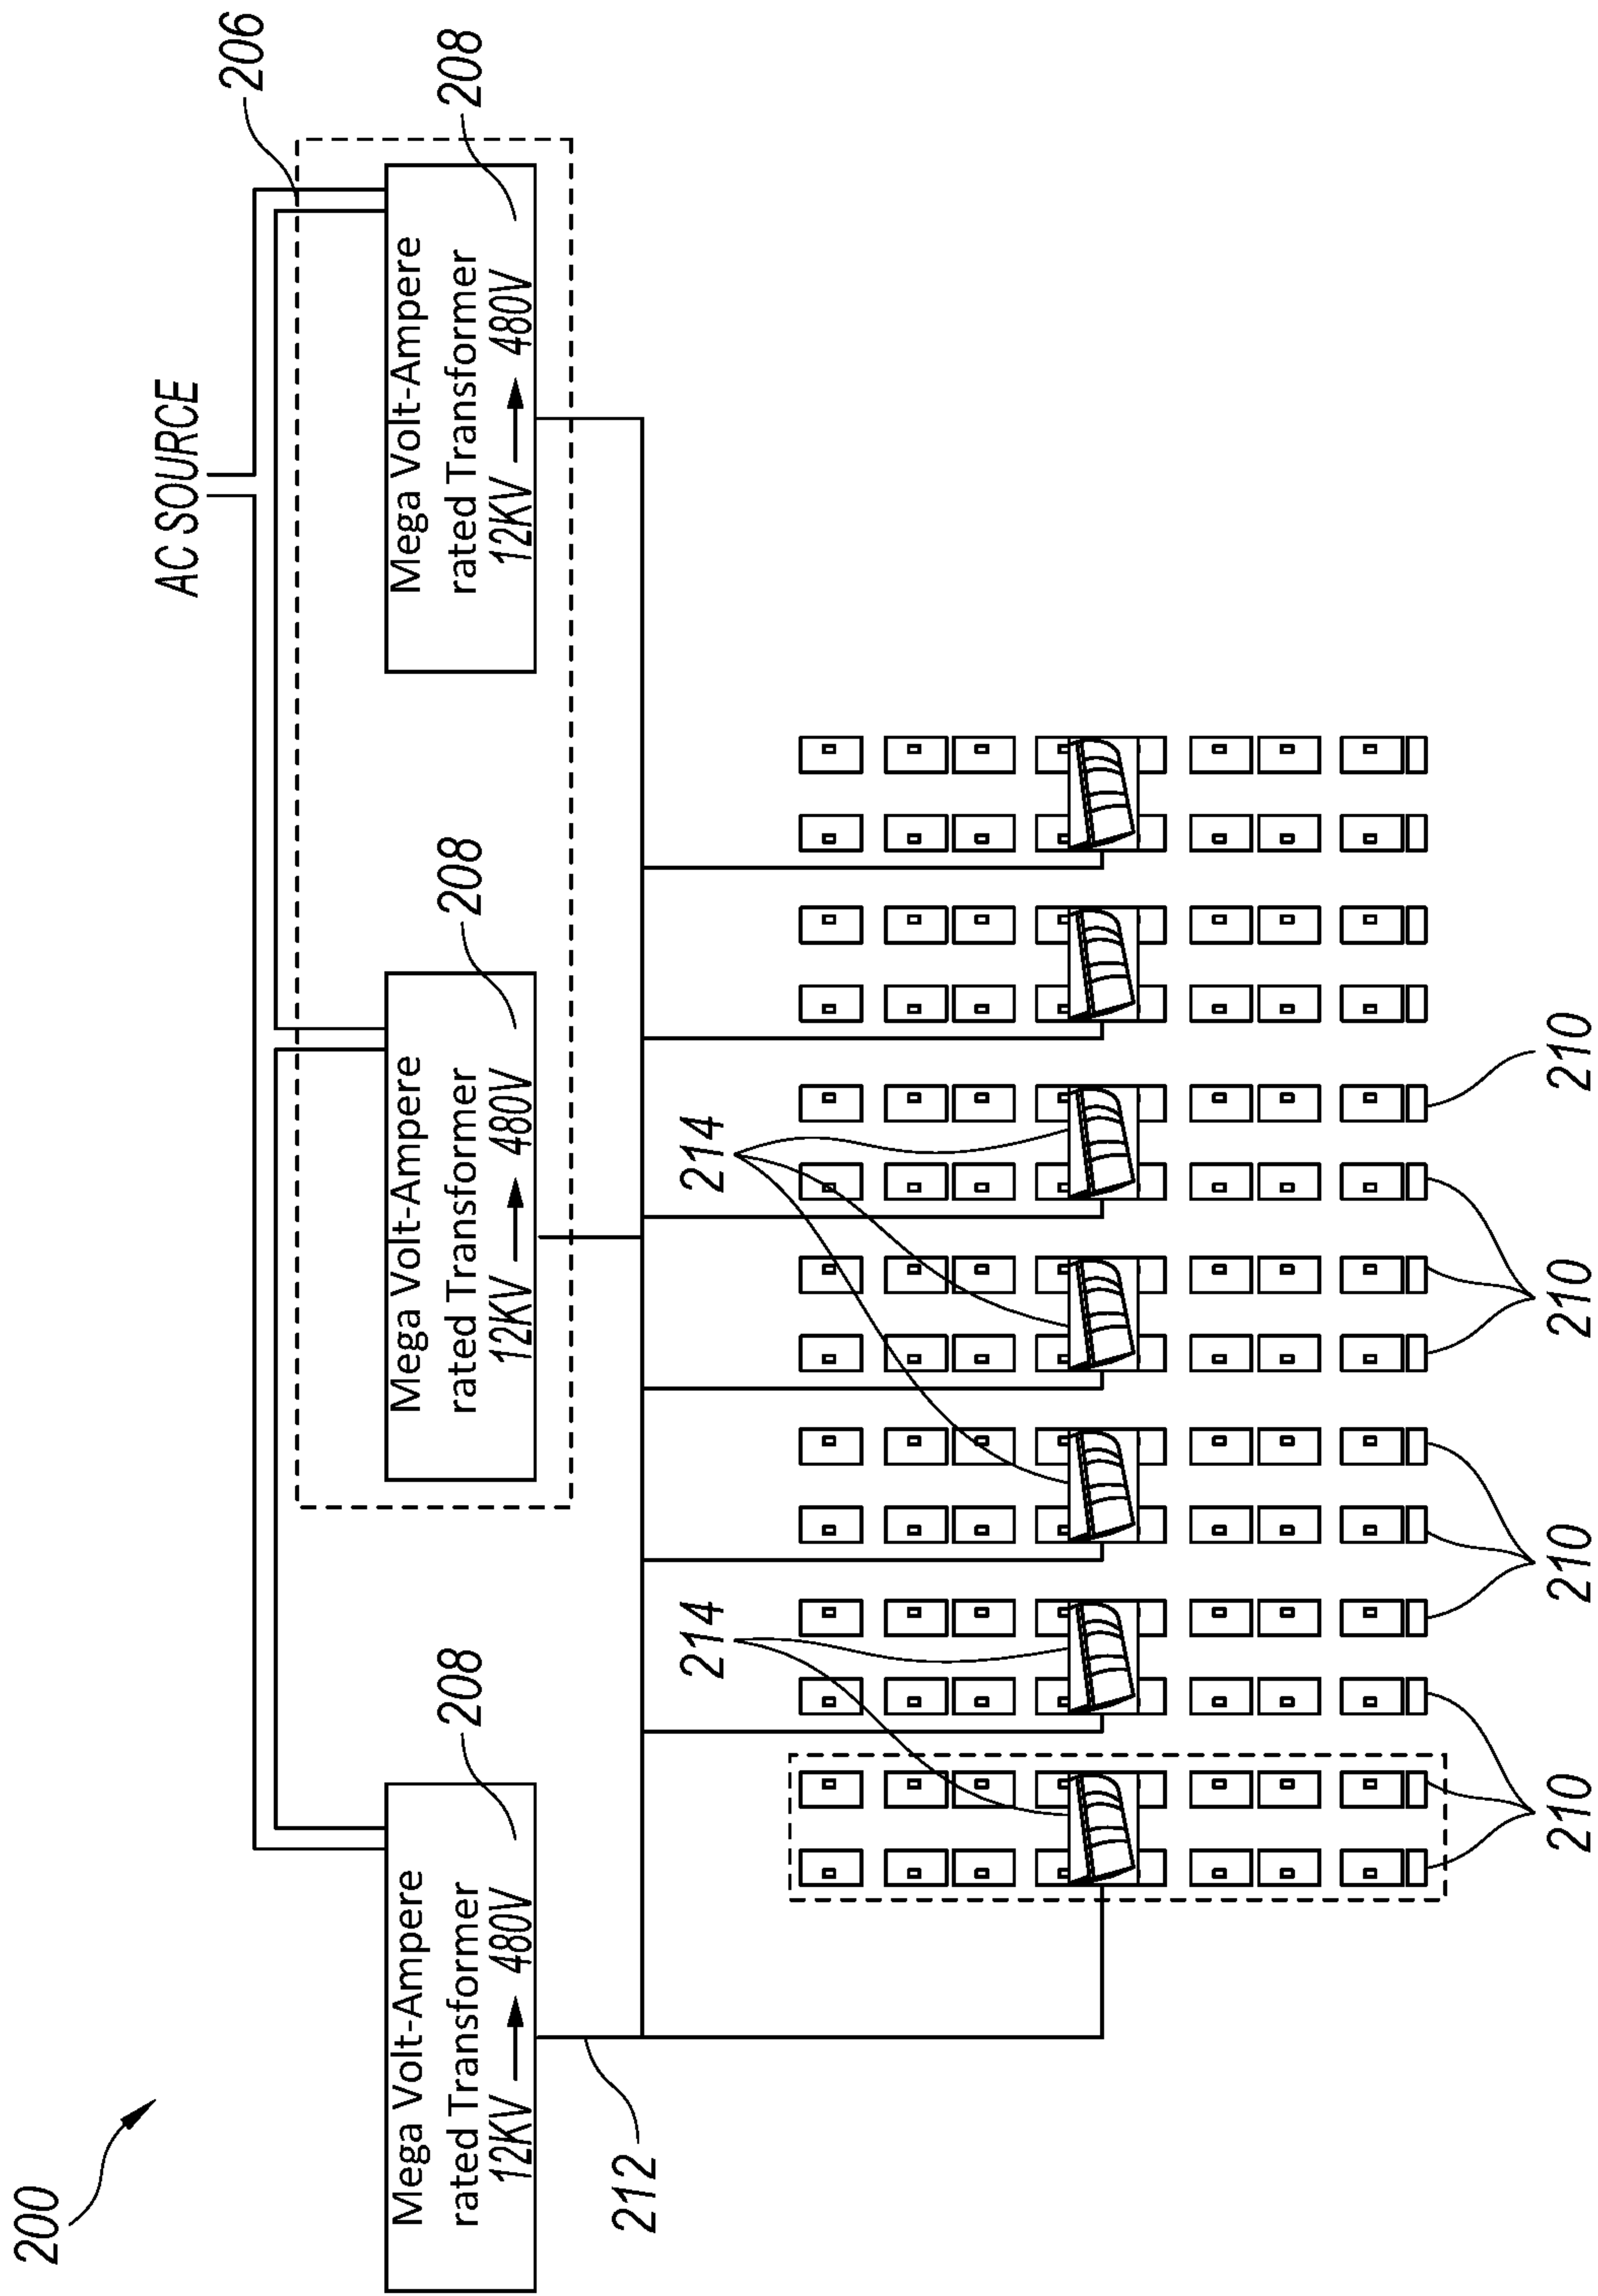 200
206
AC SOURCE
208
208
208
Mega Volt-Ampere
rated Transformer
12KV 480V
Mega Volt-Ampere
rated Transformer
12KV 480V
Mega Volt-Ampere
rated Transformer
12KV 480V
212
214
214
210
210
210
210